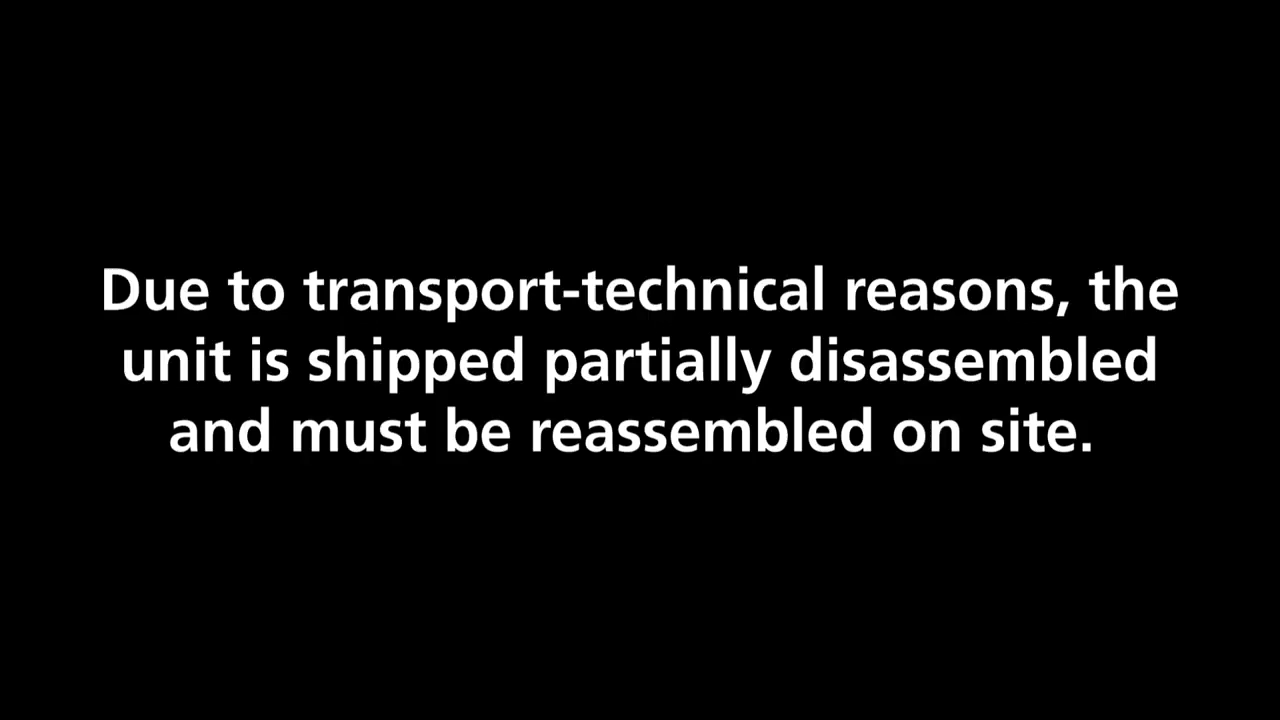 Due to transport-technical reasons, the
unit is shipped partially disassembled
and must be reassembled on site.